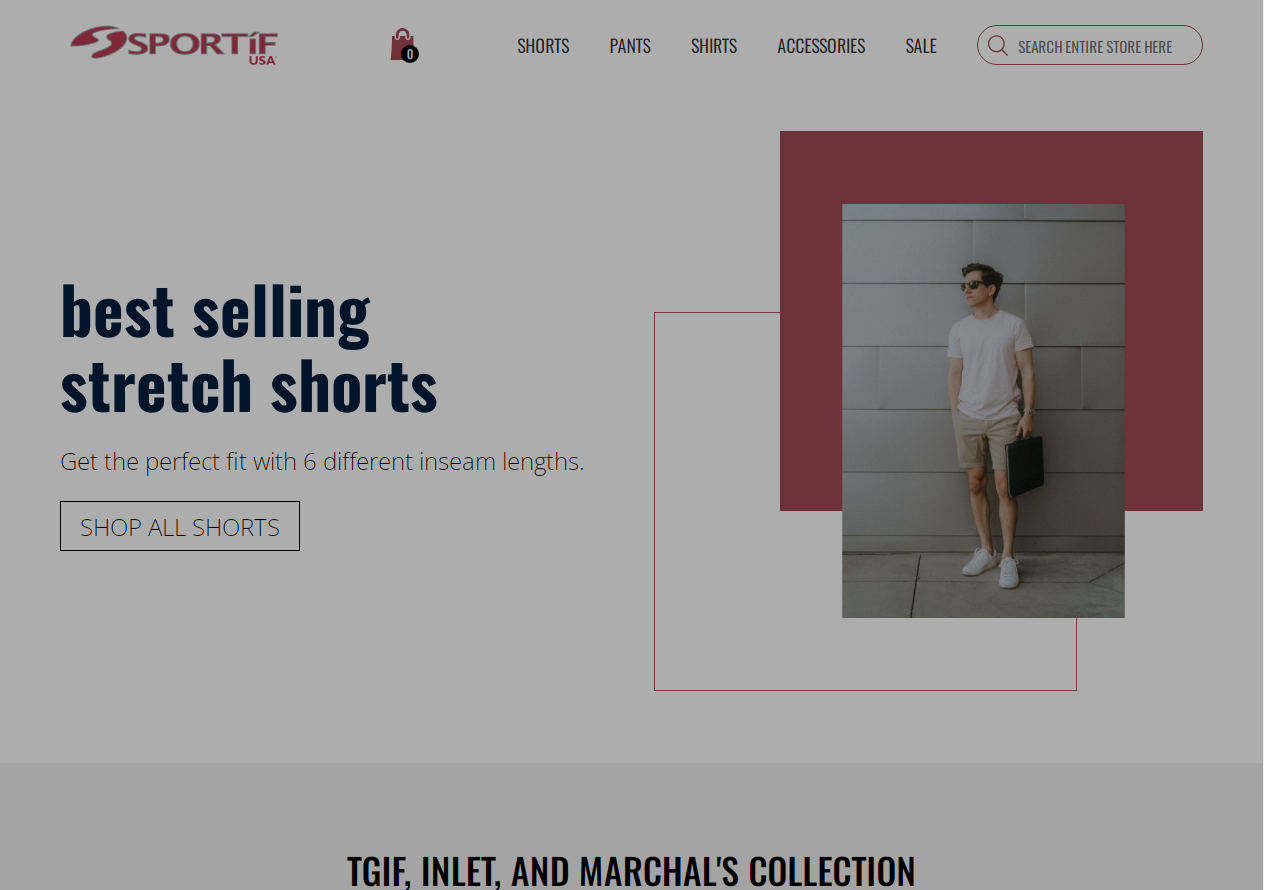 SPORTIF
USA
0
SHORTS PANTS SHIRTS ACCESSORIES SALE
SEARCH ENTIRE STORE HERE
best selling
stretch shorts
Get the perfect fit with 6 different inseam lengths.
SHOP ALL SHORTS
TGIF, INLET, AND MARCHAL'S COLLECTION